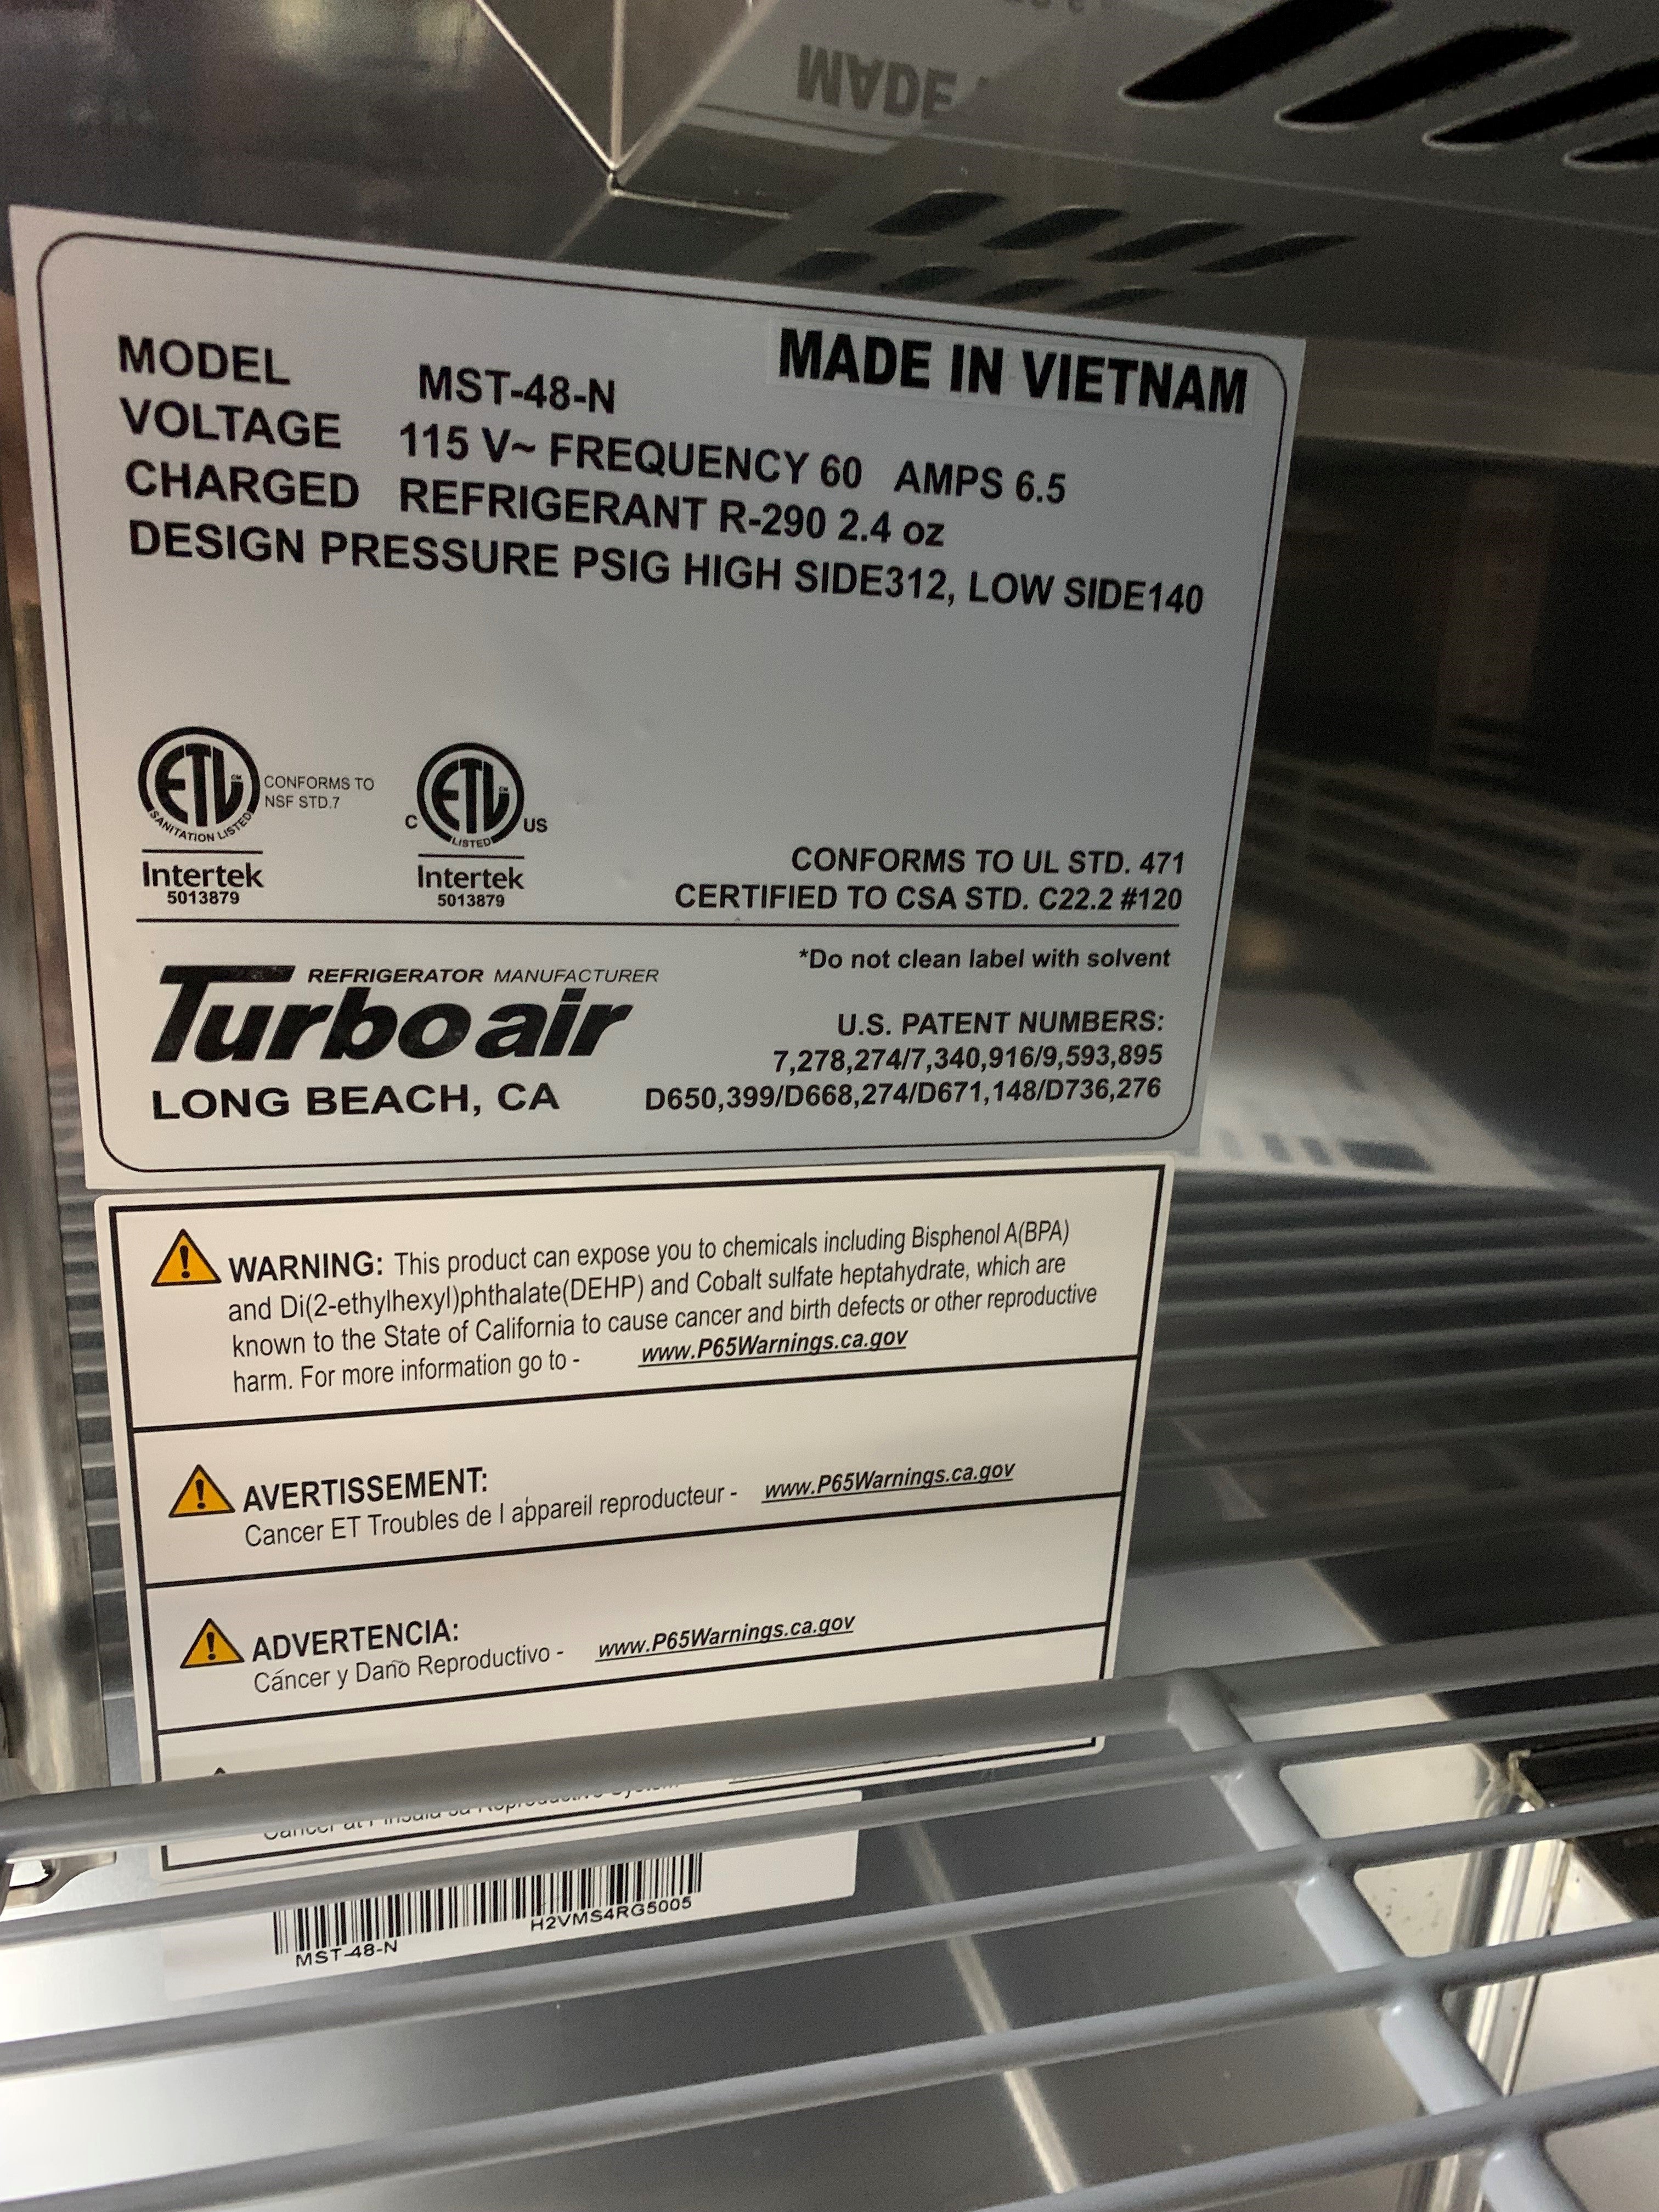 MADE
MODEL MST-48-N MADE IN VIETNAM
VOLTAGE 115 V~ FREQUENCY 60 AMPS 6.5
CHARGED REFRIGERANT R-290 2.4 oz
DESIGN PRESSURE PSIG HIGH SIDE312, LOW SIDE140
ETL CM SANITATION LISTED
CONFORMS TO
NSF STD.7
Intertek
5013879
C ETL CM US
LISTED
Intertek
5013879
CONFORMS TO UL STD. 471
CERTIFIED TO CSA STD. C22.2 #120
REFRIGERATOR MANUFACTURER
Turbo air
LONG BEACH, CA
*Do not clean label with solvent
U.S. PATENT NUMBERS:
7,278,274/7,340,916/9,593,895
D650,399/D668,274/D671,148/D736,276
WARNING: This product can expose you to chemicals including Bisphenol A(BPA)
and Di(2-ethylhexyl)phthalate(DEHP) and Cobalt sulfate heptahydrate, which are
known to the State of California to cause cancer and birth defects or other reproductive
harm. For more information go to - www.P65Warnings.ca.gov
AVERTISSEMENT:
Cancer ET Troubles de l appareil reproducteur - www.P65Warnings.ca.gov
ADVERTENCIA:
Cáncer y Daño Reproductivo - www.P65Warnings.ca.gov
Cancer at Pinsala sa Reproductive System
MST-48-N H2VMS4RG5005